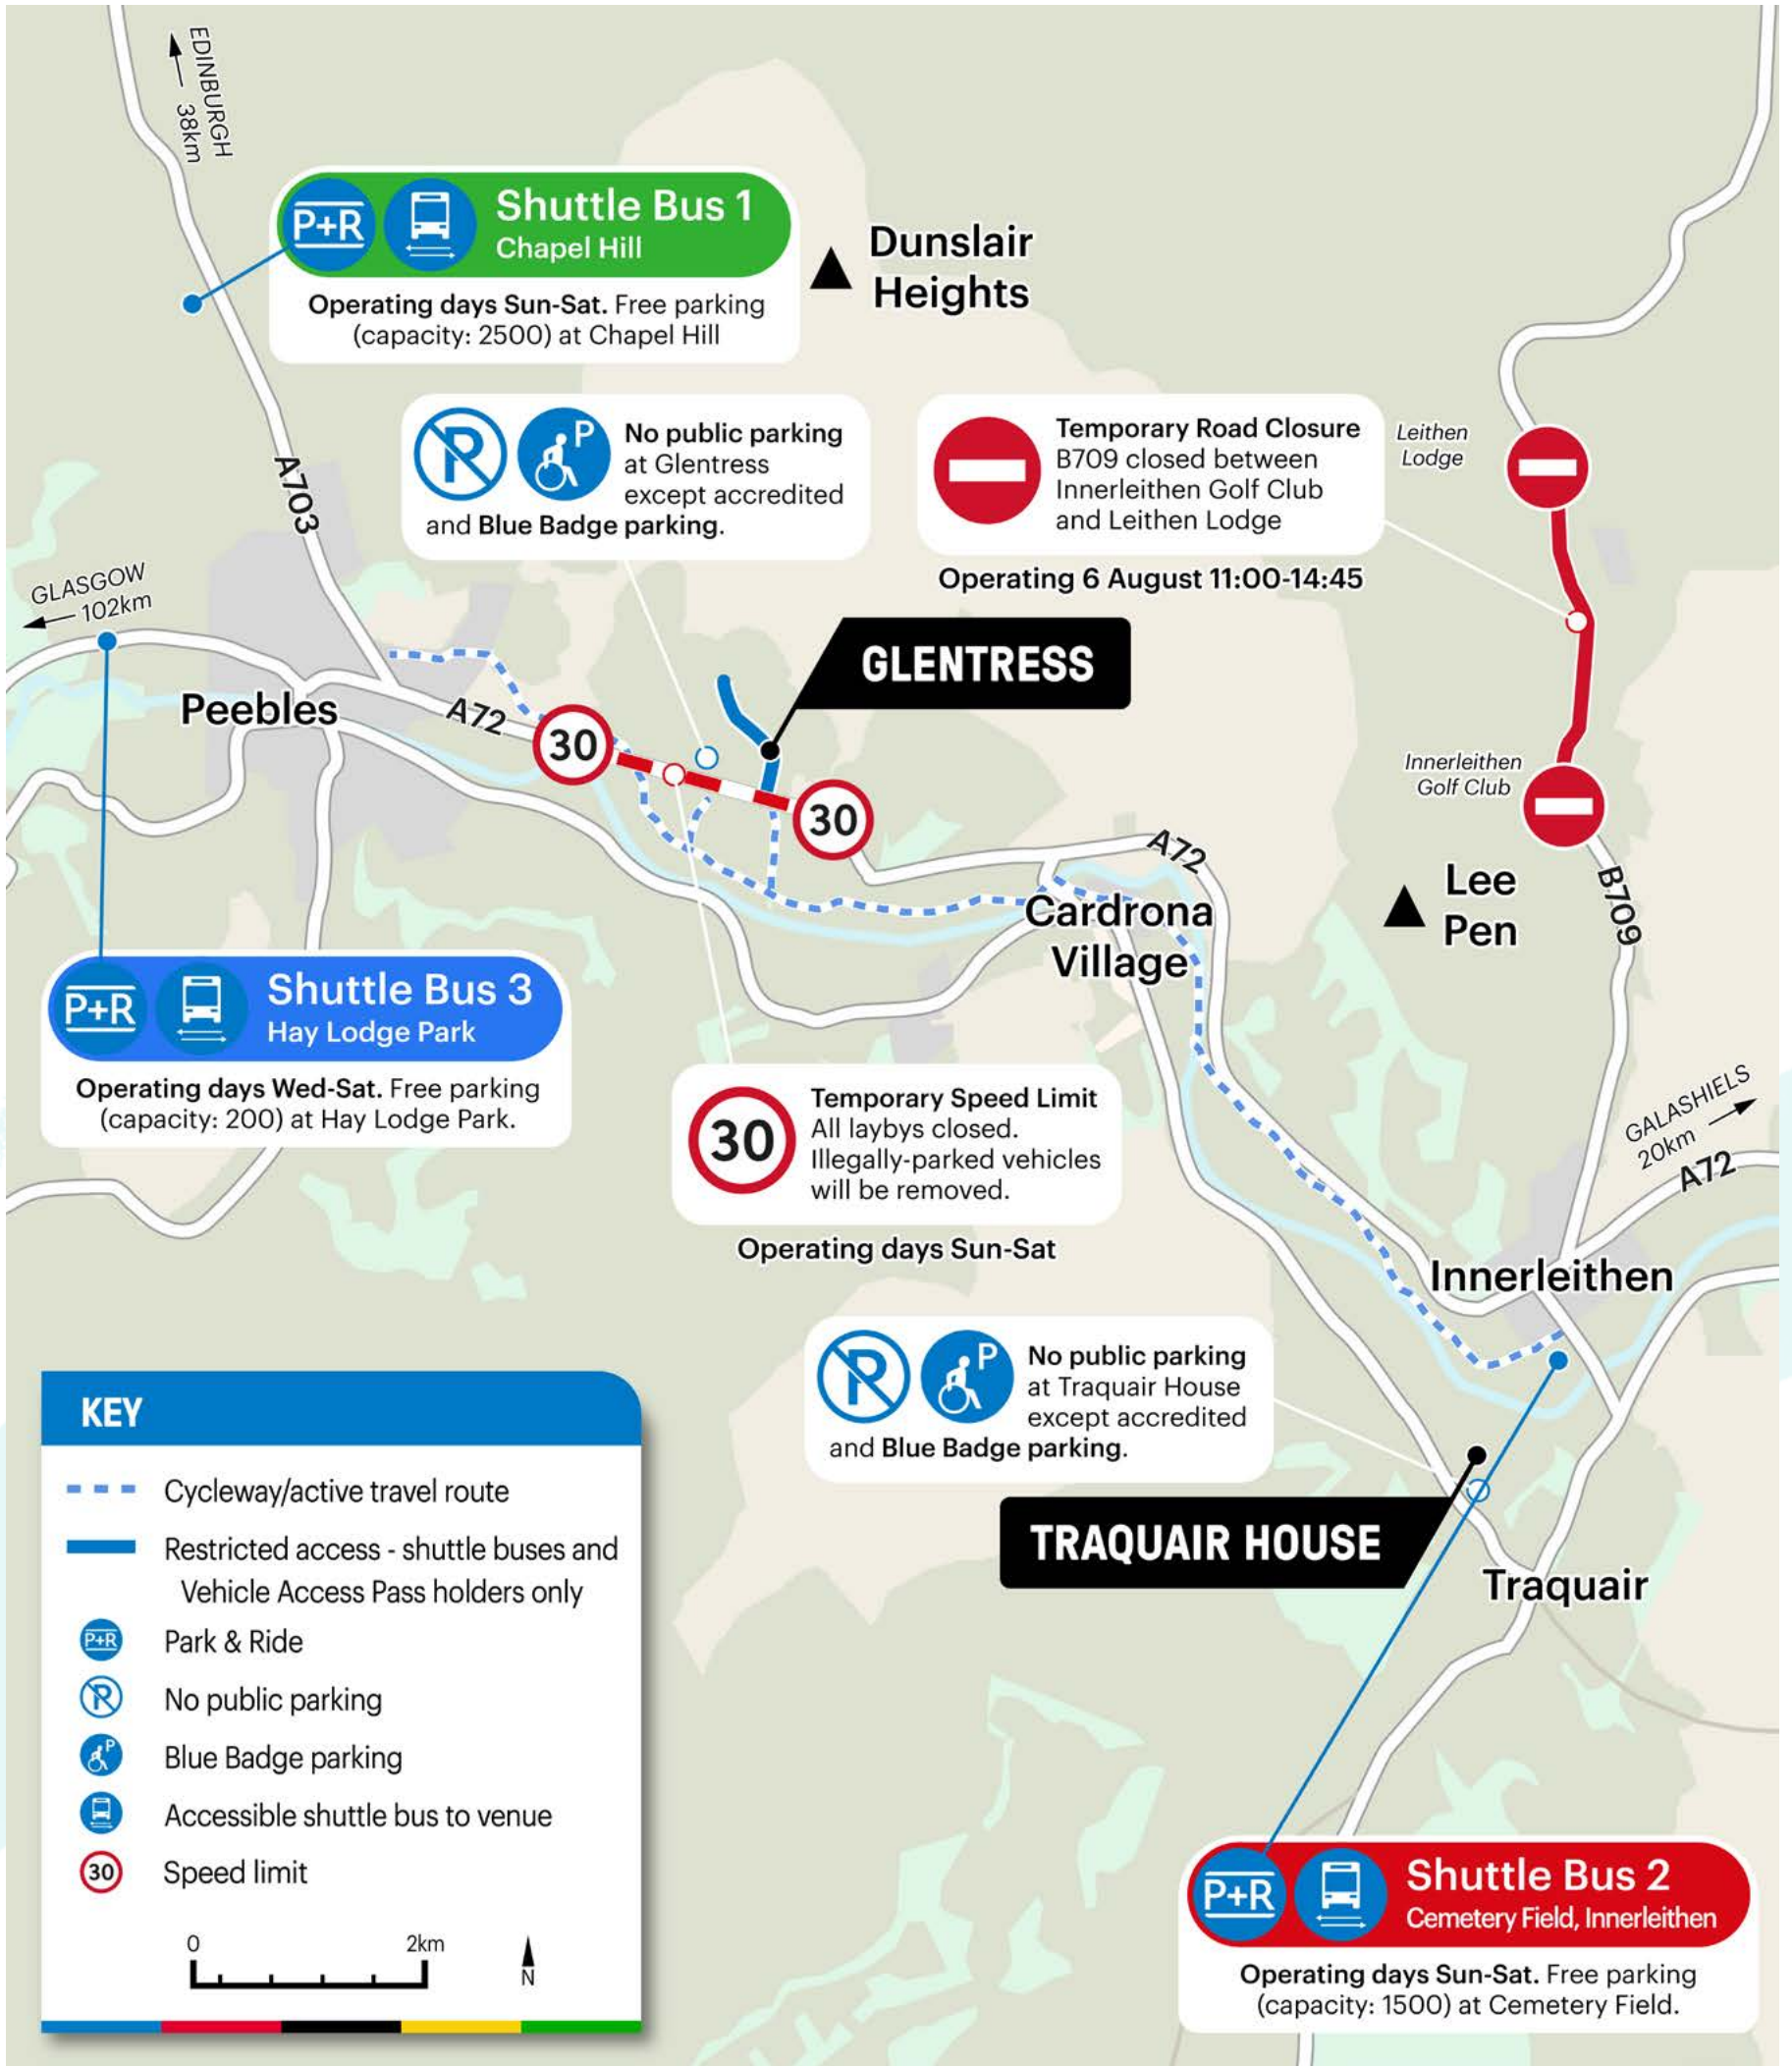 EDINBURGH
38km
P+R
Shuttle Bus 1
Chapel Hill
Operating days Sun-Sat. Free parking
(capacity: 2500) at Chapel Hill
Dunslair
Heights
A703
P
P
No public parking
at Glentress
except accredited
and Blue Badge parking.
Temporary Road Closure
B709 closed between
Innerleithen Golf Club
and Leithen Lodge
Operating 6 August 11:00-14:45
Leithen
Lodge
GLASGOW
102km
GLENTRESS
Peebles
A72
30
30
Innerleithen
Golf Club
A72
Lee
Pen
B709
Cardrona
Village
P+R
Shuttle Bus 3
Hay Lodge Park
Operating days Wed-Sat. Free parking
(capacity: 200) at Hay Lodge Park.
30
Temporary Speed Limit
All laybys closed.
Illegally-parked vehicles
will be removed.
Operating days Sun-Sat
GALASHIELS
20km
A72
Innerleithen
P
P
No public parking
at Traquair House
except accredited
and Blue Badge parking.
TRAQUAIR HOUSE
Traquair
KEY
Cycleway/active travel route
Restricted access - shuttle buses and
Vehicle Access Pass holders only
P+R
Park & Ride
P
No public parking
P
Blue Badge parking
Accessible shuttle bus to venue
30
Speed limit
0
2km
N
P+R
Shuttle Bus 2
Cemetery Field, Innerleithen
Operating days Sun-Sat. Free parking
(capacity: 1500) at Cemetery Field.